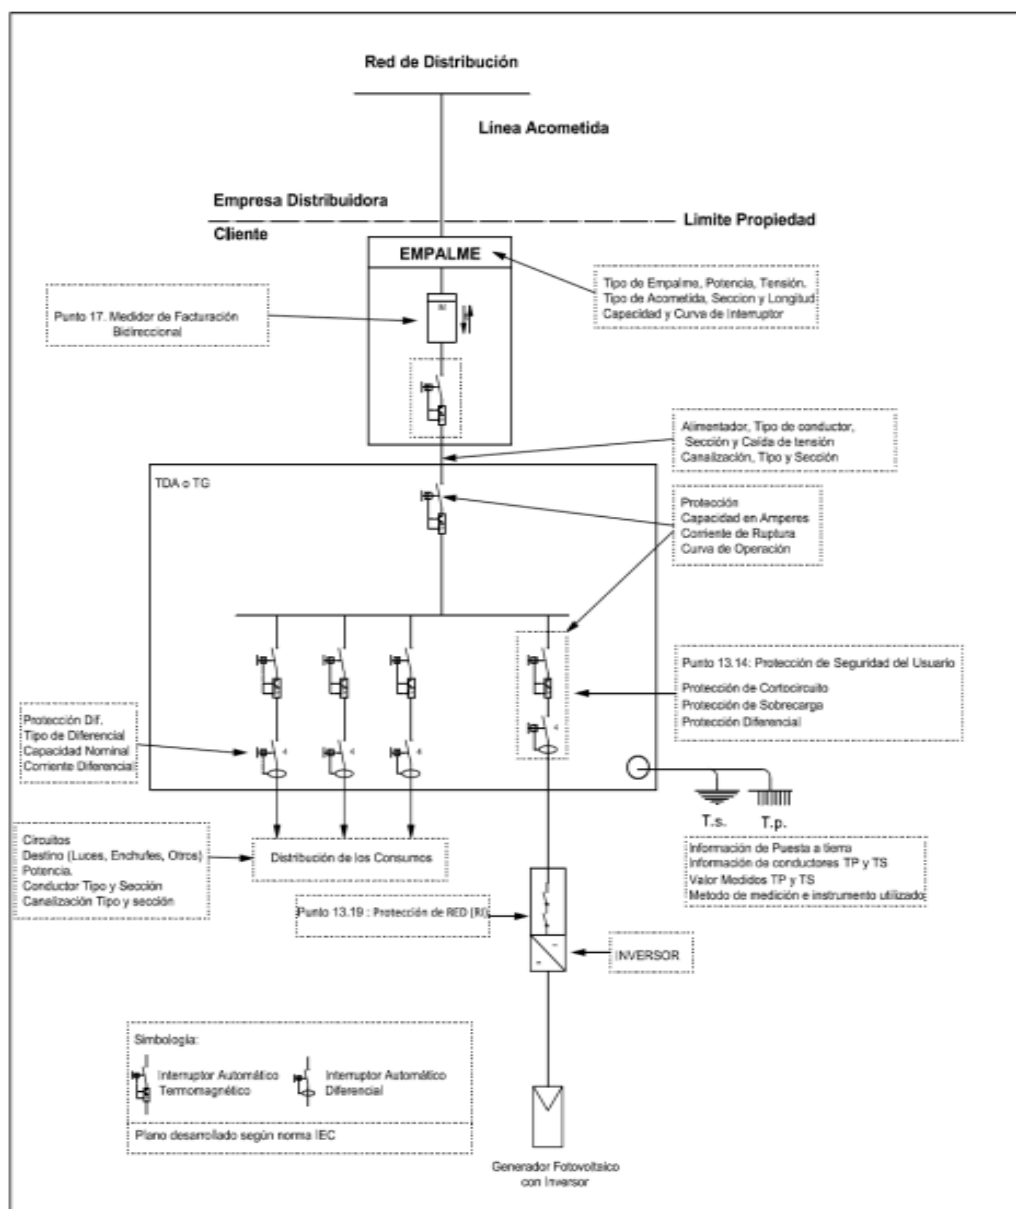 Red de Distribución
Línea Acometida
Empresa Distribuidora
Limite Propiedad
Cliente
EMPALME
Tipo de Empalme, Potencia, Tensión.
Tipo de Acometida, Seccion y Longitud
Capacidad y Curva de Interruptor
Punto 17. Medidor de Facturación
Bidireccional
Alimentador, Tipo de conductor,
Sección y Caída de tensión
Canalización, Tipo y Sección
TDA o TG
Protección
Capacidad en Amperes
Corriente de Ruptura
Curva de Operación
Punto 13.14: Protección de Seguridad del Usuario
Protección de Cortocircuito
Protección de Sobrecarga
Protección Diferencial
Protección Dif.
Tipo de Diferencial
Capacidad Nominal
Corriente Diferencial
4
4
4
4
T.s.
T.p.
Circuitos
Destino (Luces, Enchufes, Otros)
Potencia.
Conductor Tipo y Sección
Canalización Tipo y sección
Distribución de los Consumos
Información de Puesta a tierra
Información de conductores TP y TS
Valor Medidos TP y TS
Metodo de medición e instrumento utilizado
Punto 13.19 : Protección de RED (RI)
INVERSOR
Simbología:
Interruptor Automático
Termomagnético
Interruptor Automático
Diferencial
Plano desarrollado según norma IEC
Generador Fotovoltaico
con Inversor